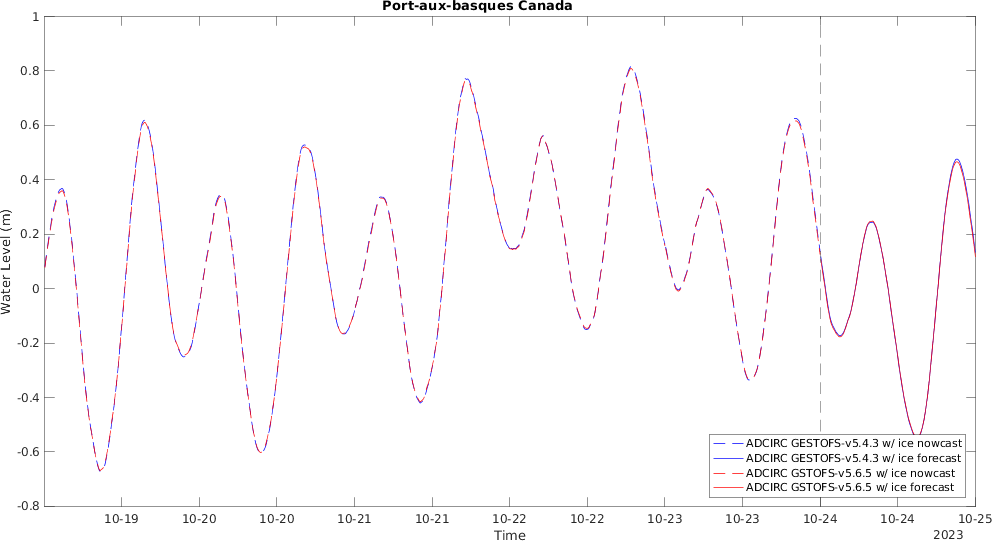 Port-aux-basques Canada
1
0.8
0.6
0.4
0.2
0
-0.2
-0.4
-0.6
-0.8
Water Level (m)
ADCIRC GESTOFS-v5.4.3 w/ ice nowcast
ADCIRC GESTOFS-v5.4.3 w/ ice forecast
ADCIRC GSTOFS-v5.6.5 w/ ice nowcast
ADCIRC GSTOFS-v5.6.5 w/ ice forecast
10-19 10-20 10-20 10-21 10-21 10-22 10-22 10-23 10-23 10-24 10-24 10-25
Time
2023